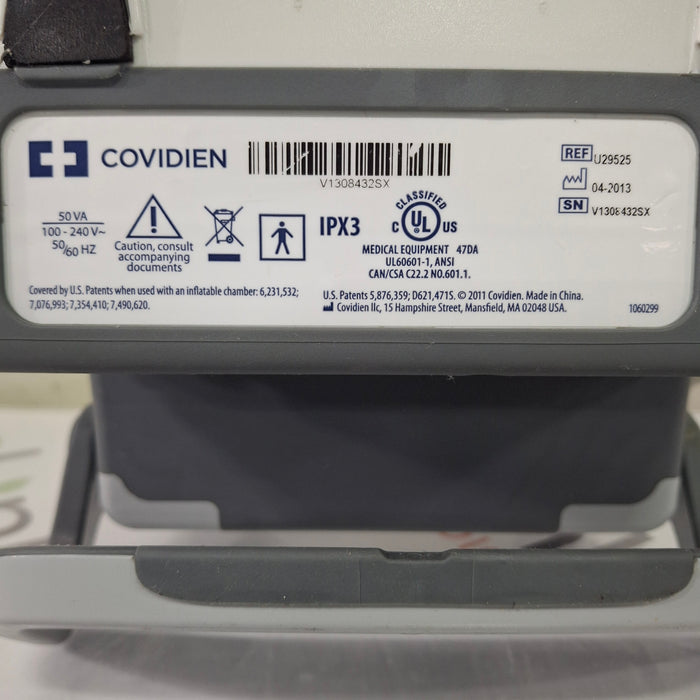 COVIDIEN
V1308432SX
REF U29525
04-2013
SN V1308432SX
50 VA
100 - 240 V~
50/60 HZ
Caution, consult
accompanying
documents
IPX3
CLASSIFIED
C UL US
MEDICAL EQUIPMENT 47DA
UL60601-1, ANSI
CAN/CSA C22.2 NO.601.1.
Covered by U.S. Patents when used with an inflatable chamber: 6,231,532;
7,076,993; 7,354,410; 7,490,620.
U.S. Patents 5,876,359; D621,471S. © 2011 Covidien. Made in China.
Covidien llc, 15 Hampshire Street, Mansfield, MA 02048 USA.
1060299